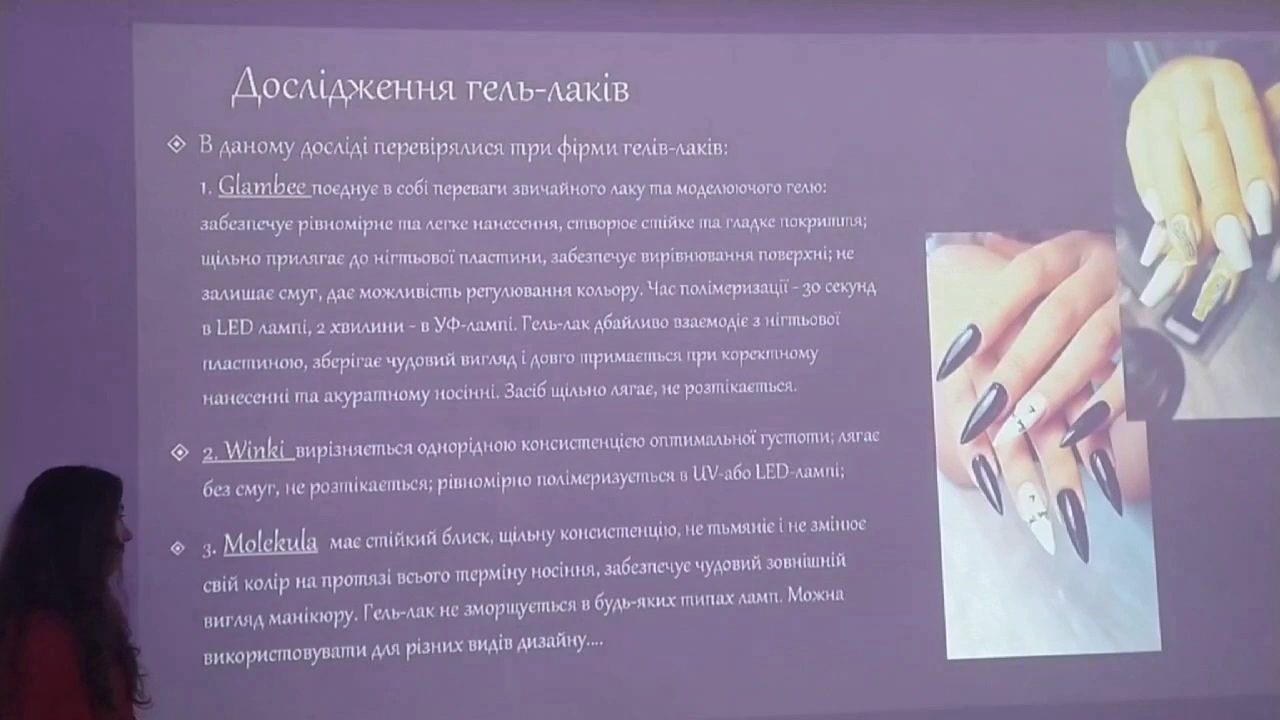 Дослідження гель-лаків
В даному досліді перевірялися три фірми гелів-лаків:
1. Glambee поєднує в собі переваги звичайного лаку та моделюючого гелю:
забезпечує рівномірне та легке нанесення, створює стійке та гладке покриття;
щільно прилягає до нігтьової пластини, забезпечує вирівнювання поверхні; не
залишає смуг, дає можливість регулювання кольору. Час полімеризації - 30 секунд
в LED лампі, 2 хвилини - в УФ-лампі. Гель-лак дбайливо взаємодіє з нігтьової
пластиною, зберігає чудовий вигляд і довго тримається при коректному
нанесенні та акуратному носінні. Засіб щільно лягає, не розтікається.
2. Winki вирізняється однорідною консистенцією оптимальної густоти; лягає
без смуг, не розтікається; рівномірно полімеризується в UV-або LED-лампі;
3. Molekula має стійкий блиск, щільну консистенцію, не тьмяніє і не змінює
свій колір на протязі всього терміну носіння, забезпечує чудовий зовнішній
вигляд манікюру. Гель-лак не зморщується в будь-яких типах ламп. Можна
використовувати для різних видів дизайну....